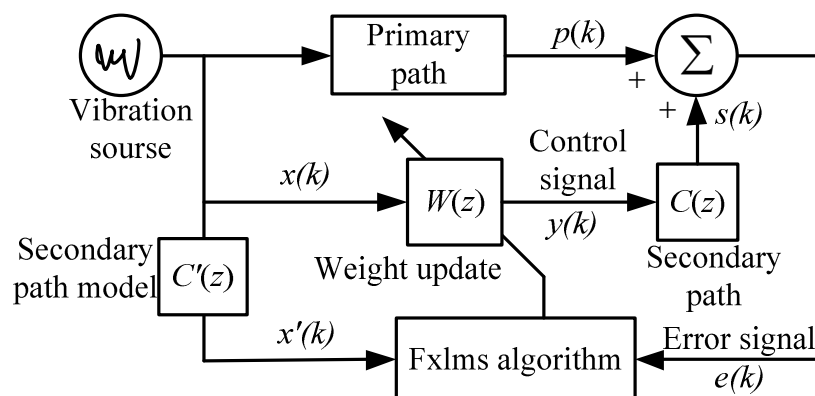 Primary
path
p(k)
Σ
+
+
s(k)
Vibration
sourse
x(k)
W(z)
Control
signal
y(k)
C(z)
Secondary
path model
C'(z)
Weight update
Secondary
path
x'(k)
Fxlms algorithm
Error signal
e(k)